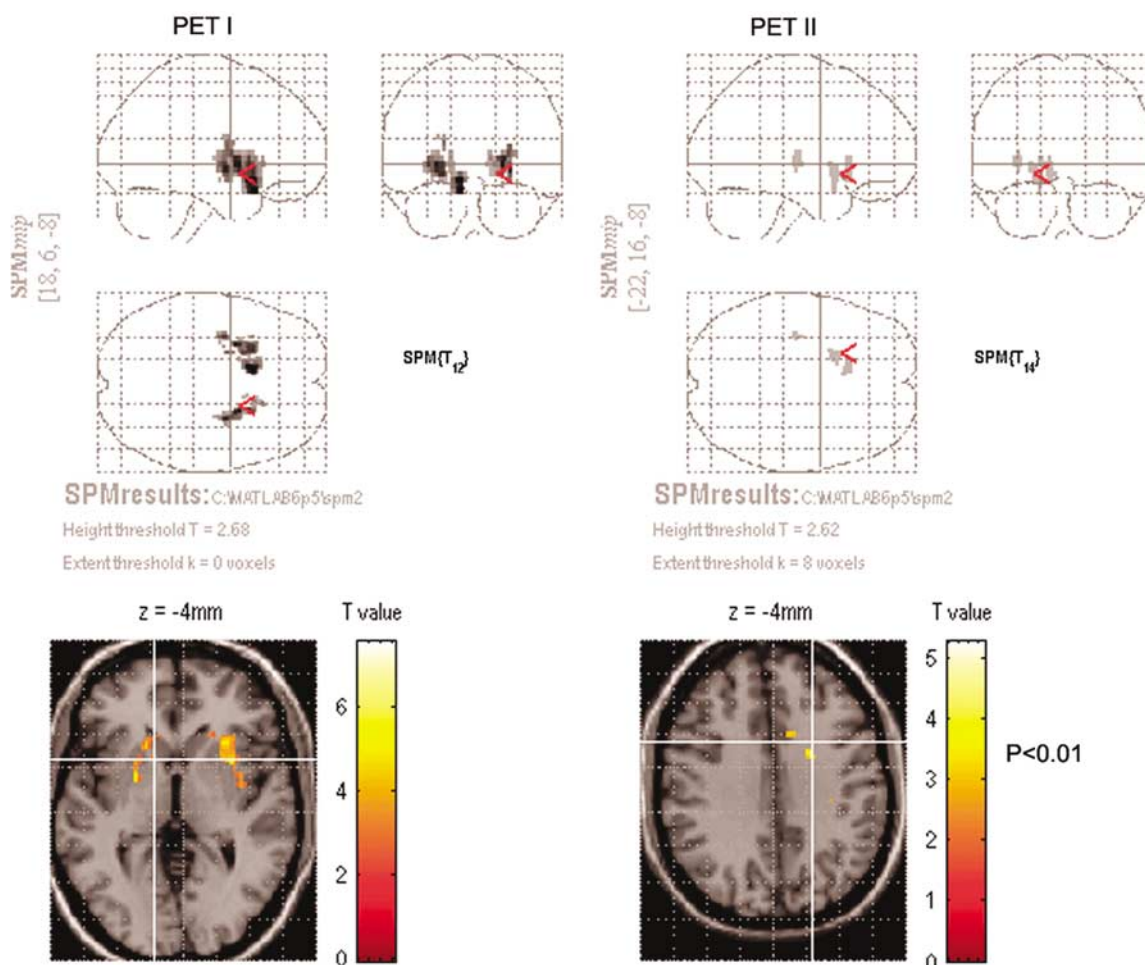 PET I
PET II
SPMmip
[18, 6, -8]
SPMmip
[-22, 16, -8]
SPM{T12}
SPM{T14}
SPMresults: C:\MATLAB6p5\spm2
Height threshold T = 2.68
Extent threshold k = 0 voxels
SPMresults: C:\MATLAB6p5\spm2
Height threshold T = 2.62
Extent threshold k = 8 voxels
z = -4mm
T value
6
4
2
0
z = -4mm
T value
5
4
3
2
1
0
P<0.01